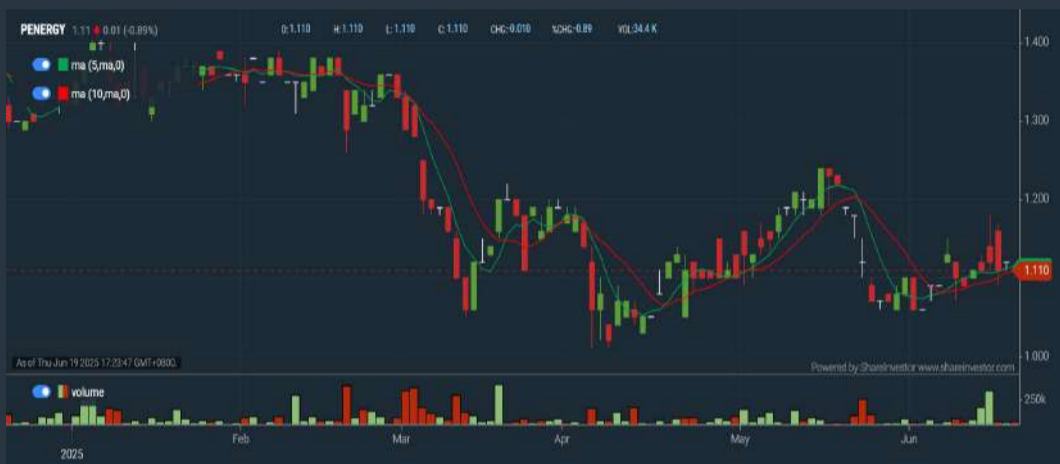 PENERGY 1.11 0.01 (-0.89%) O:1.110 H:1.110 L:1.110 C:1.110 CHG:-0.010 %CHG:-0.89 VOL:34.4 K
ma (5,ma,0)
ma (10,ma,0)
1.400
1.300
1.200
1.110
1.000
As of Thu Jun 19 2025 17:23:47 GMT+0800.
Powered by ShareInvestor www.shareinvestor.com
volume
250k
Feb Mar Apr May Jun
2025